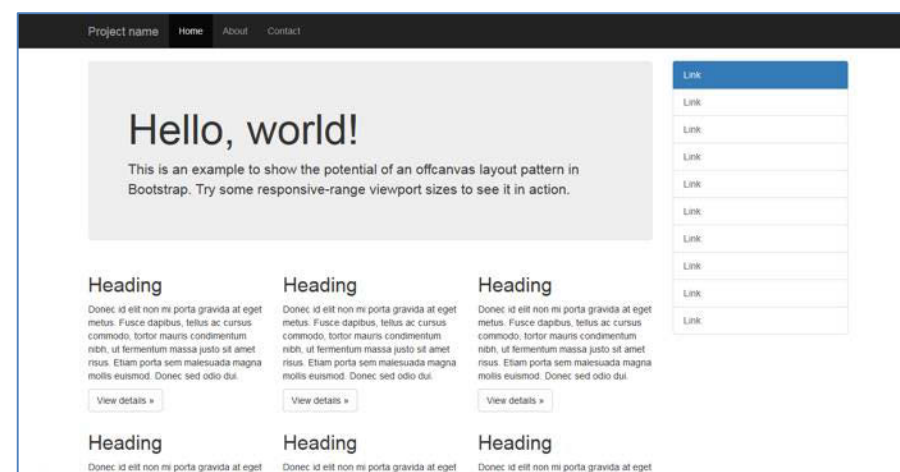 Project name Home About Contact
Hello, world!
This is an example to show the potential of an offcanvas layout pattern in
Bootstrap. Try some responsive-range viewport sizes to see it in action.
Link
Link
Link
Link
Link
Link
Link
Link
Link
Link
Heading
Donec id elit non mi porta gravida at eget
metus. Fusce dapibus, tellus ac cursus
commodo, tortor mauris condimentum
nibh, ut fermentum massa justo sit amet
risus. Etiam porta sem malesuada magna
mollis euismod. Donec sed odio dui.
View details »
Heading
Donec id elit non mi porta gravida at eget
metus. Fusce dapibus, tellus ac cursus
commodo, tortor mauris condimentum
nibh, ut fermentum massa justo sit amet
risus. Etiam porta sem malesuada magna
mollis euismod. Donec sed odio dui.
View details »
Heading
Donec id elit non mi porta gravida at eget
metus. Fusce dapibus, tellus ac cursus
commodo, tortor mauris condimentum
nibh, ut fermentum massa justo sit amet
risus. Etiam porta sem malesuada magna
mollis euismod. Donec sed odio dui.
View details »
Heading
Donec id elit non mi porta gravida at eget
Heading
Donec id elit non mi porta gravida at eget
Heading
Donec id elit non mi porta gravida at eget